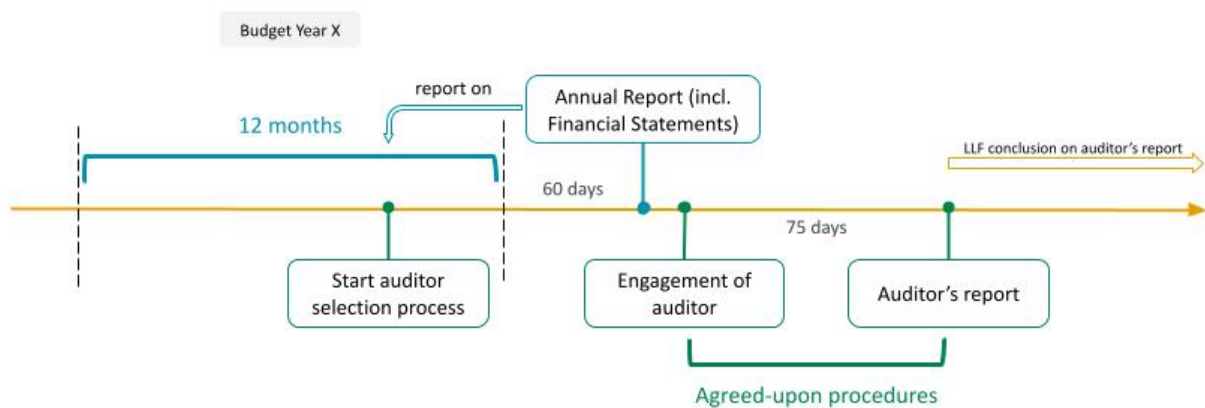 Budget Year X
report on
Annual Report (incl.
Financial Statements)
12 months
LLF conclusion on auditor's report
60 days
75 days
Start auditor
selection process
Engagement of
auditor
Auditor's report
Agreed-upon procedures